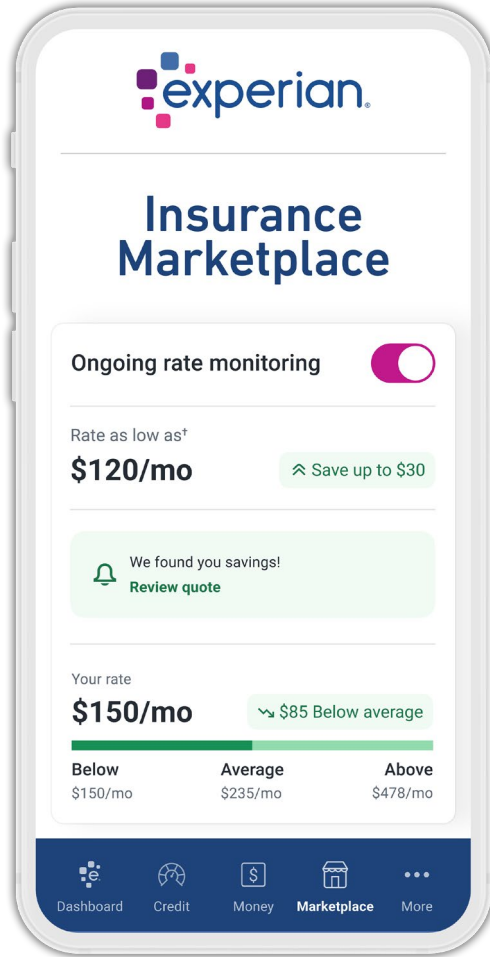 experian.
Insurance
Marketplace
Ongoing rate monitoring
Rate as low as†
$120/mo
Save up to $30
We found you savings!
Review quote
Your rate
$150/mo
$85 Below average
Below Average Above
$150/mo $235/mo $478/mo
Dashboard Credit Money Marketplace More